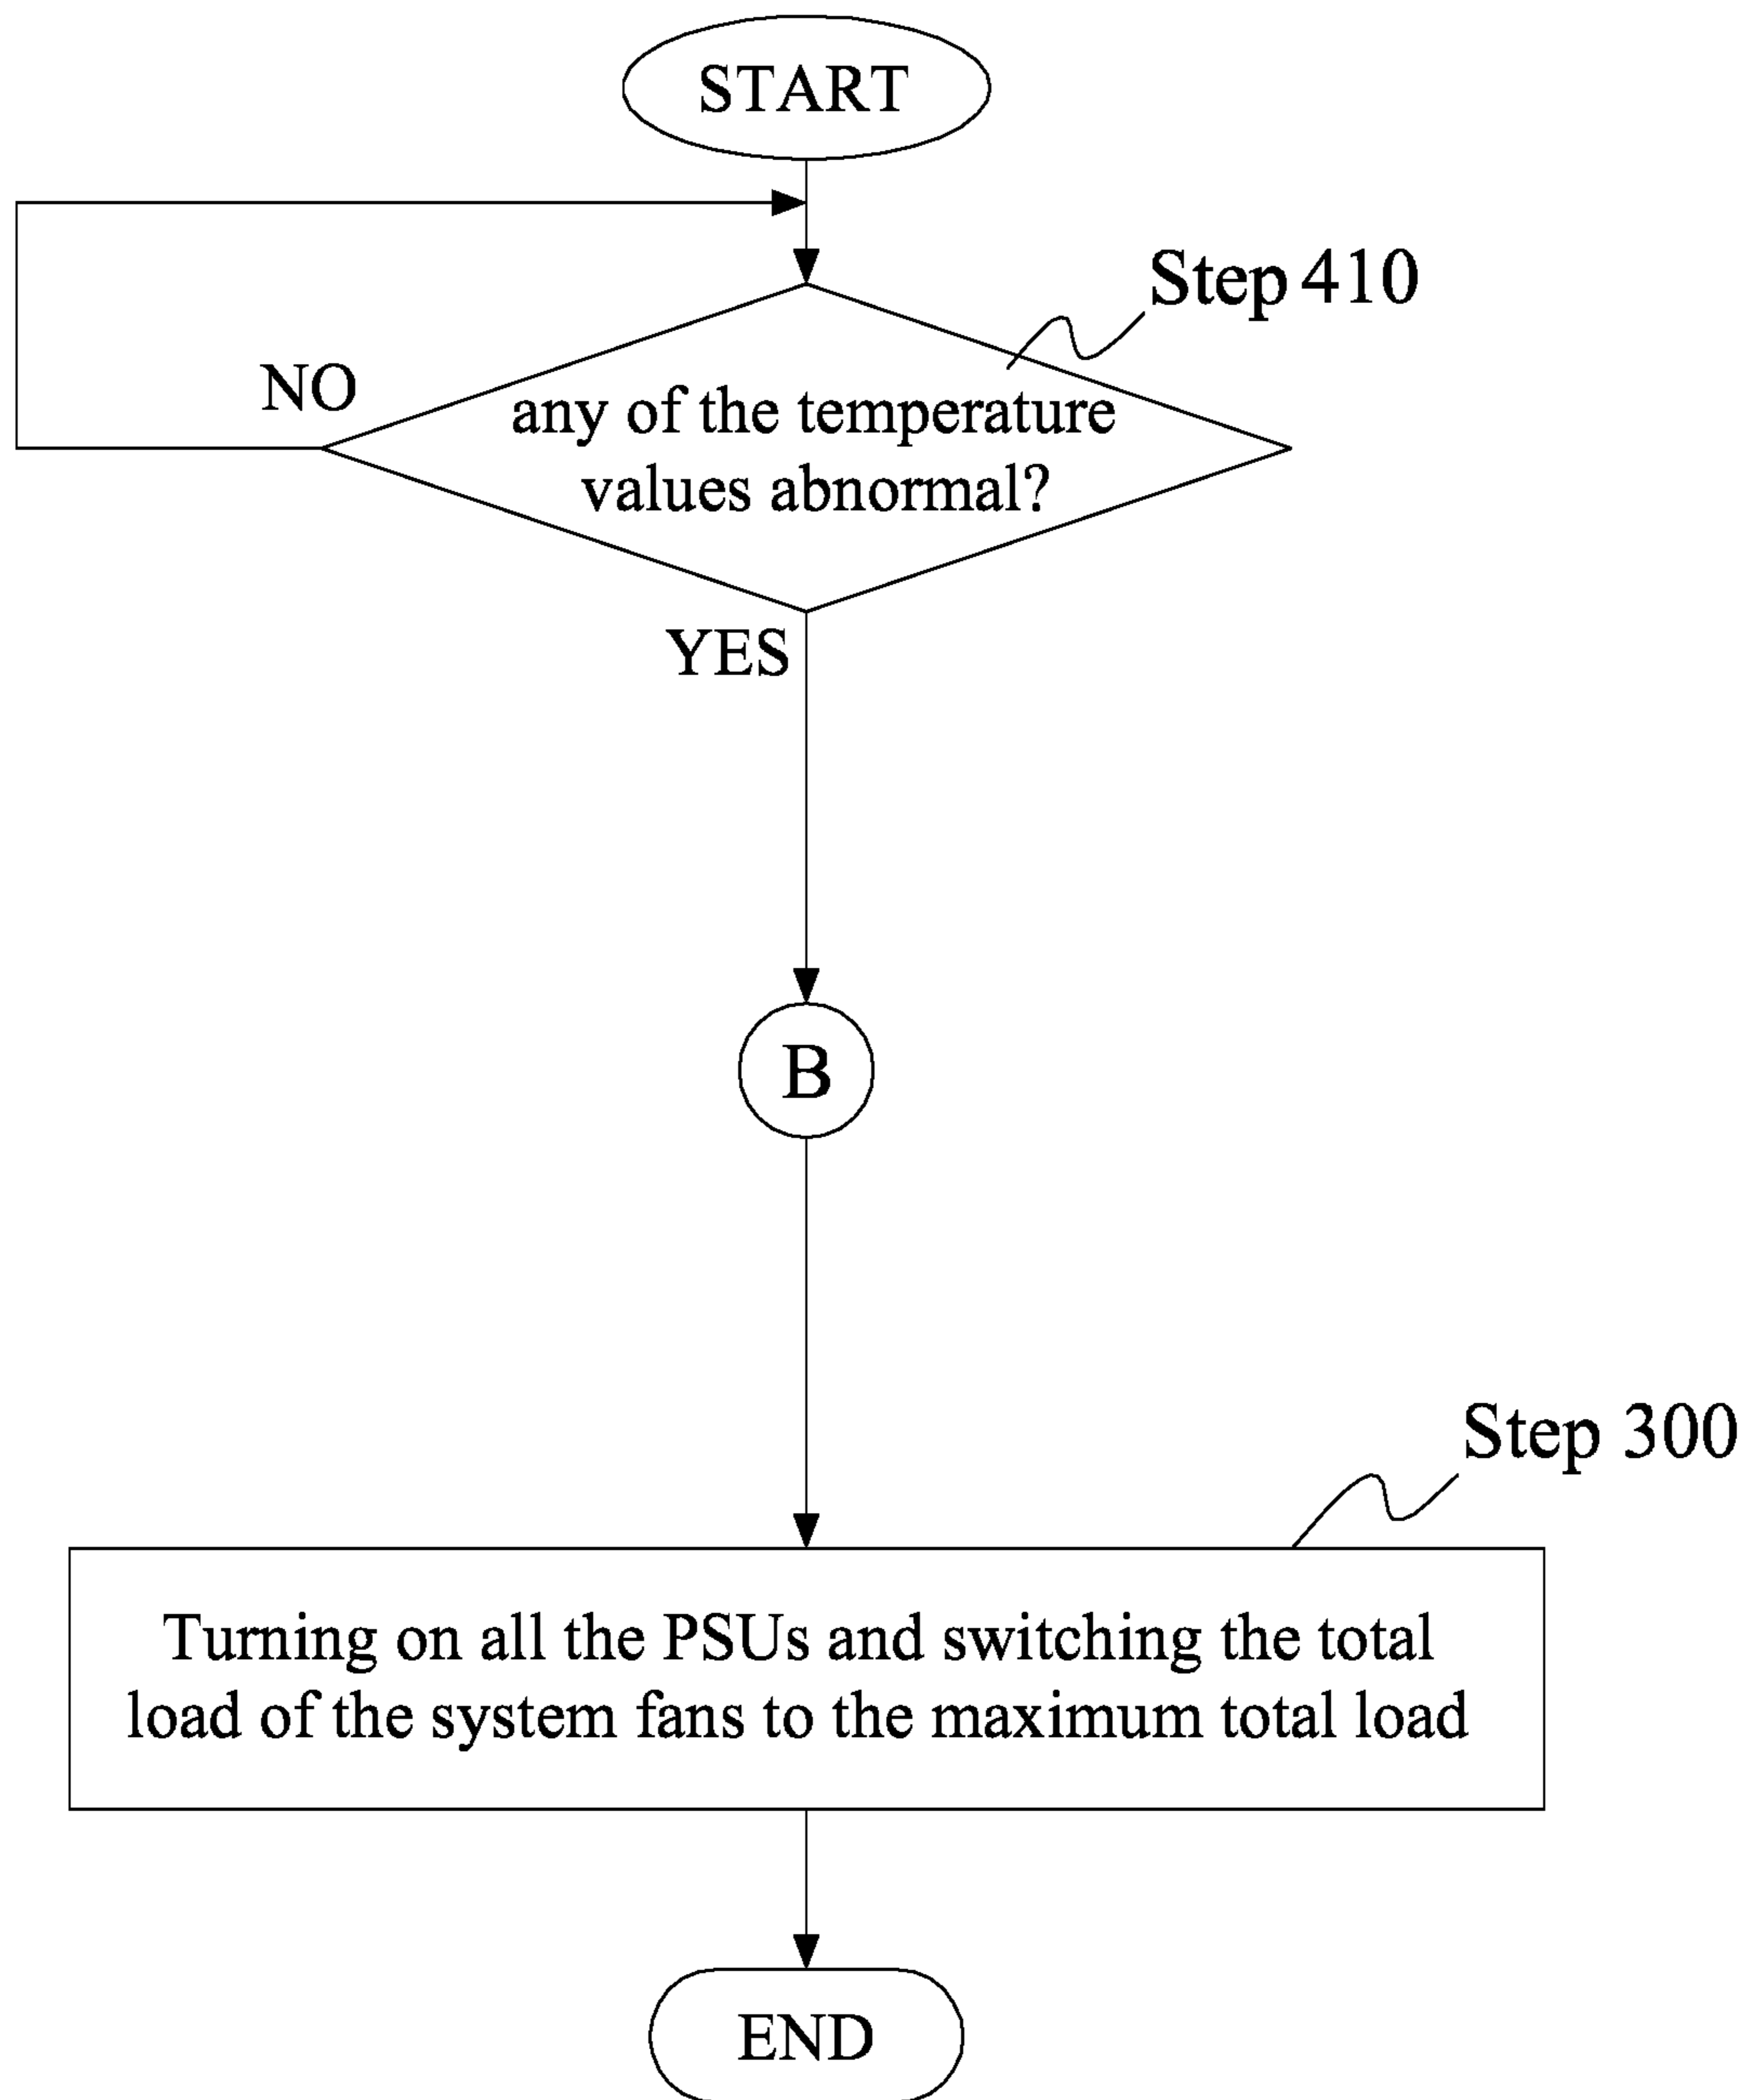 START
Step 410
NO
any of the temperature
values abnormal?
YES
B
Step 300
Turning on all the PSUs and switching the total
load of the system fans to the maximum total load
END